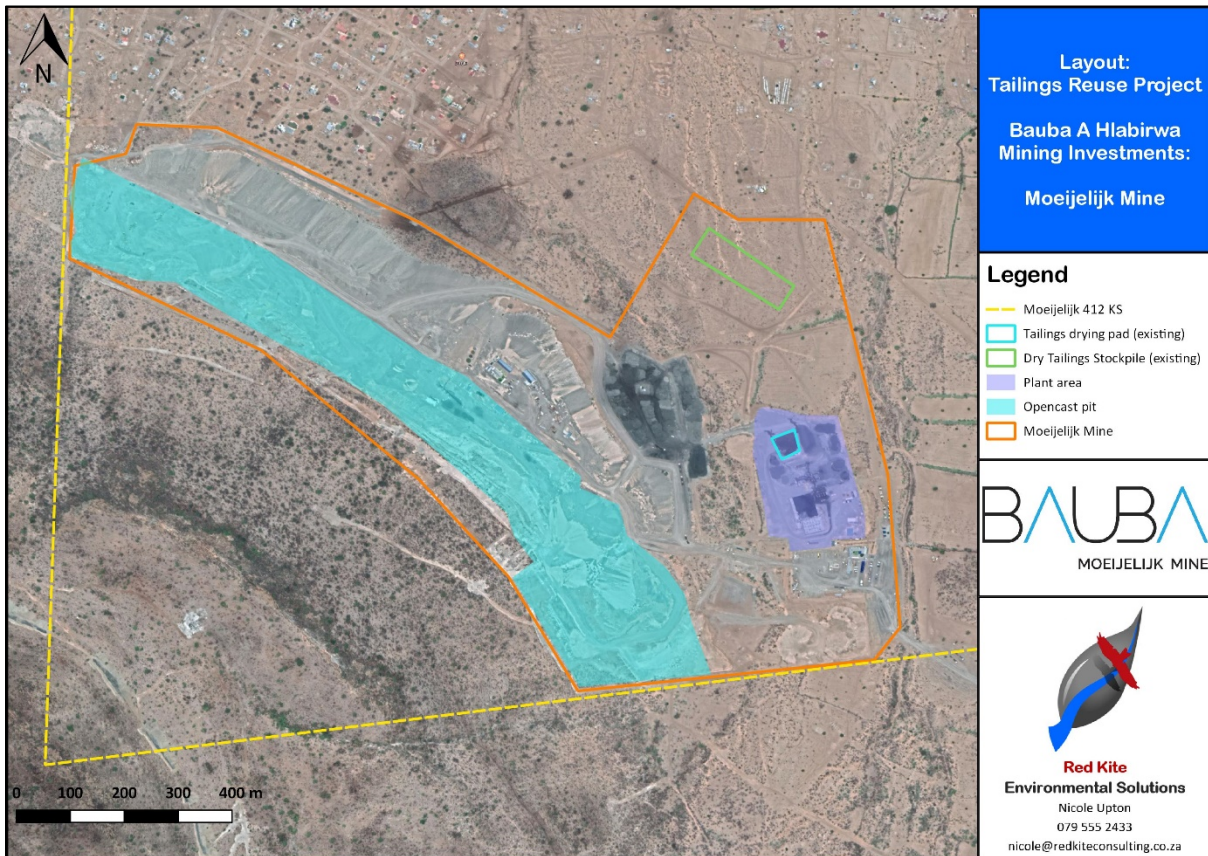 N
Layout:
Tailings Reuse Project
Bauba A Hlabirwa
Mining Investments:
Moeijelijk Mine
Legend
Moeijelijk 412 KS
Tailings drying pad (existing)
Dry Tailings Stockpile (existing)
Plant area
Opencast pit
Moeijelijk Mine
BAUBA
MOEIJELIJK MINE
0 100 200 300 400 m
Red Kite
Environmental Solutions
Nicole Upton
079 555 2433
nicole@redkiteconsulting.co.za